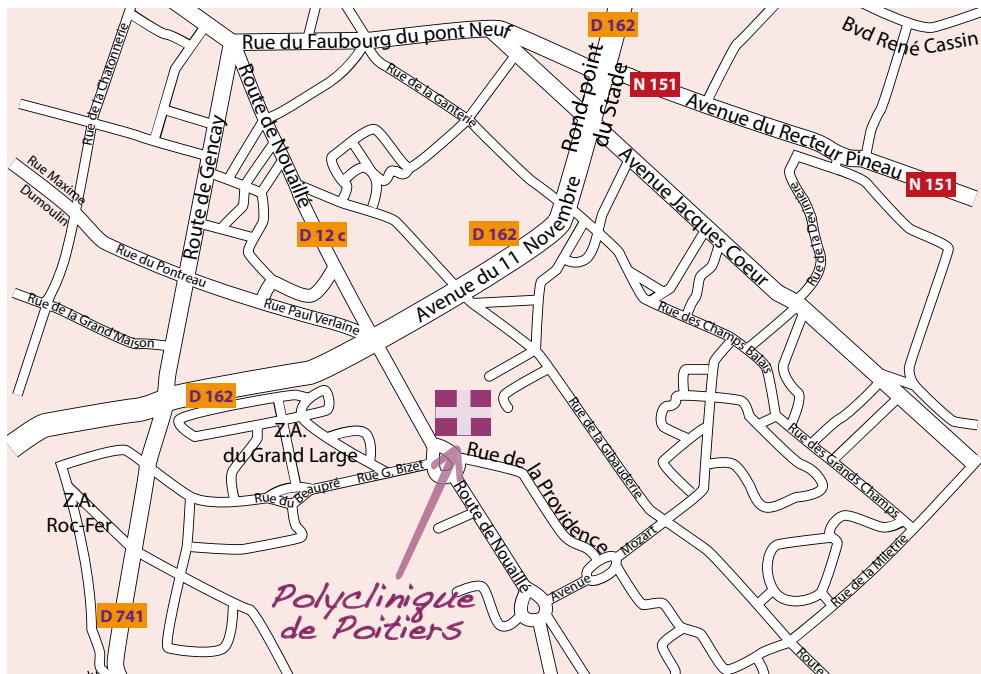 D 162
Bvd René Cassin
Rue du Faubourg du pont Neuf
Rue de la Chatonnerie
Route de Nouaillé
Rue de la Ganterie
Rond-point
du Stade
N 151
Avenue du Recteur Pineau
N 151
Route de Gencay
Avenue Jacques Coeur
Rue Maxime
Dumoulin
Rue de la Devinière
D 12 c
D 162
Avenue du 11 Novembre
Rue du Pontreau
Rue Paul Verlaine
Rue de la Grand'Maison
Rue des Champs Balais
D 162
Z.A.
du Grand Large
Rue de la Gibauderie
Rue des Grands Champs
Rue G. Bizet
Rue du Beaupré
Rue de la Providence
Z.A.
Roc-Fer
Route de Nouaillé
Avenue Mozart
Rue de la Miletrie
Polyclinique
de Poitiers
D 741
Route